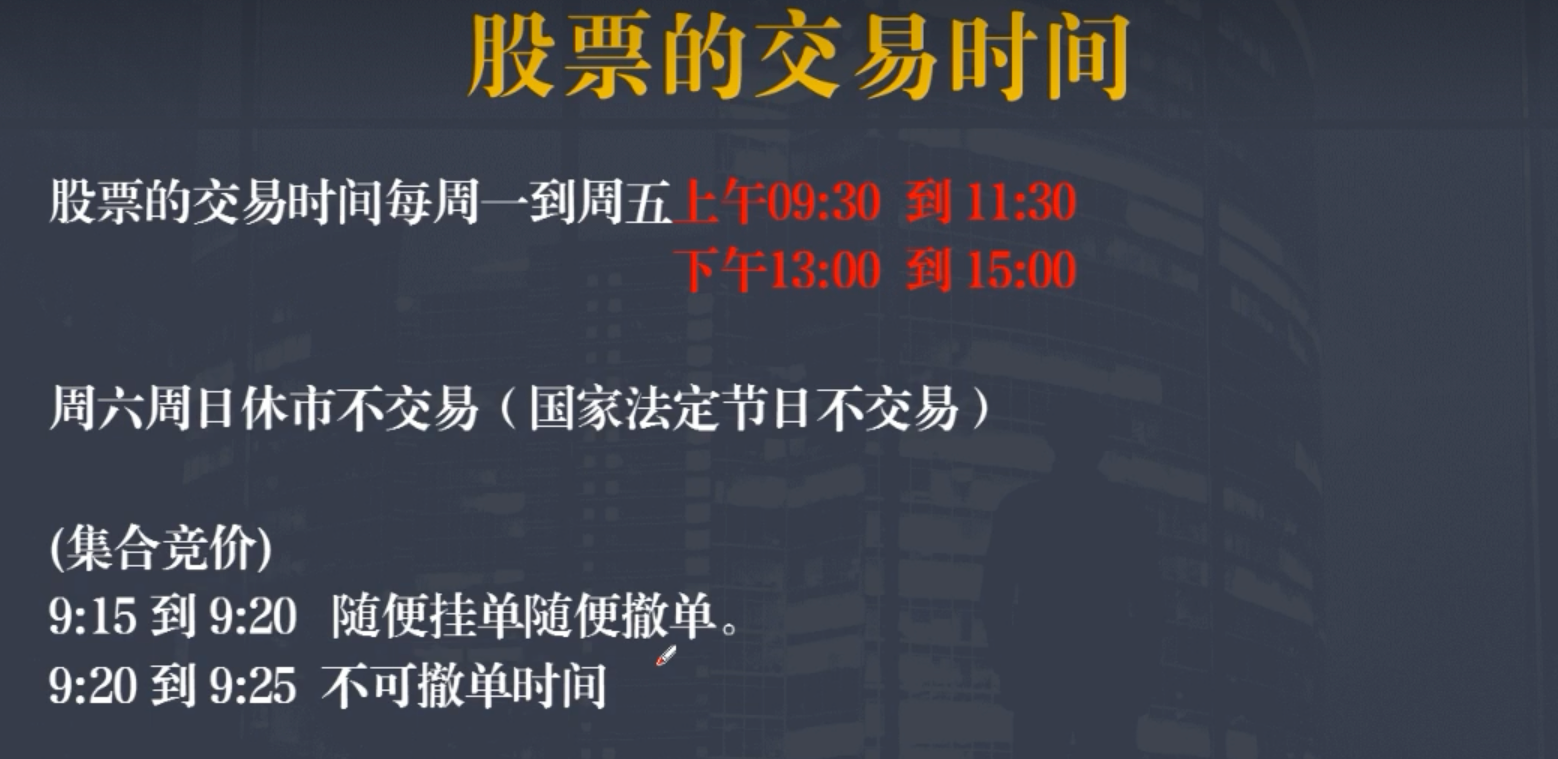 股票的交易时间
股票的交易时间每周一到周五上午09:30 到 11:30
下午13:00 到 15:00
周六周日休市不交易（国家法定节日不交易）
(集合竞价)
9:15 到 9:20 随便挂单随便撤单。
9:20 到 9:25 不可撤单时间